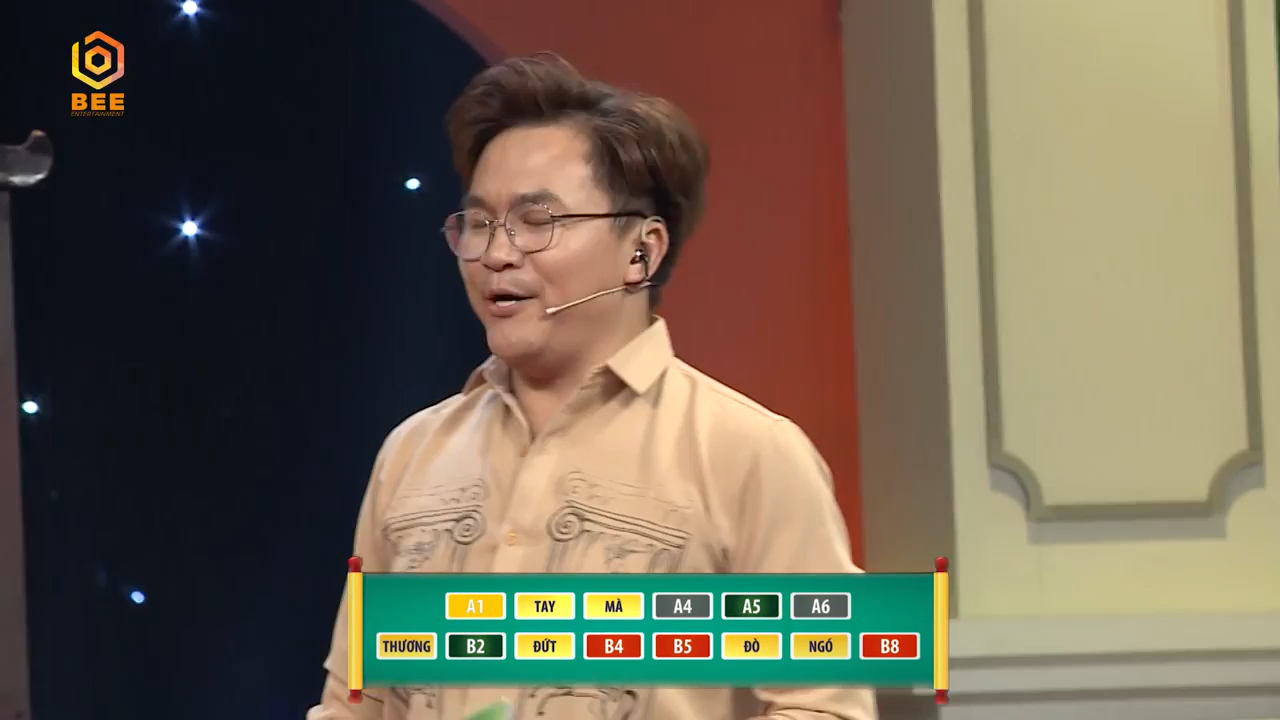 BEE
ENTERTAINMENT
A1 TAY MÀ A4 A5 A6
THƯƠNG B2 ĐỨT B4 B5 ĐÒ NGÓ B8